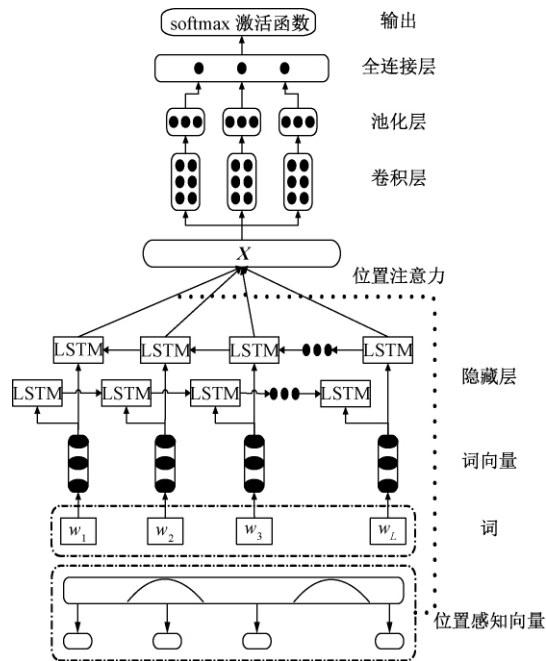 softmax 激活函数 输出
全连接层
池化层
卷积层
X
位置注意力
LSTM LSTM LSTM LSTM
隐藏层
LSTM LSTM LSTM LSTM
词向量
w1 w2 w3 wL 词
位置感知向量